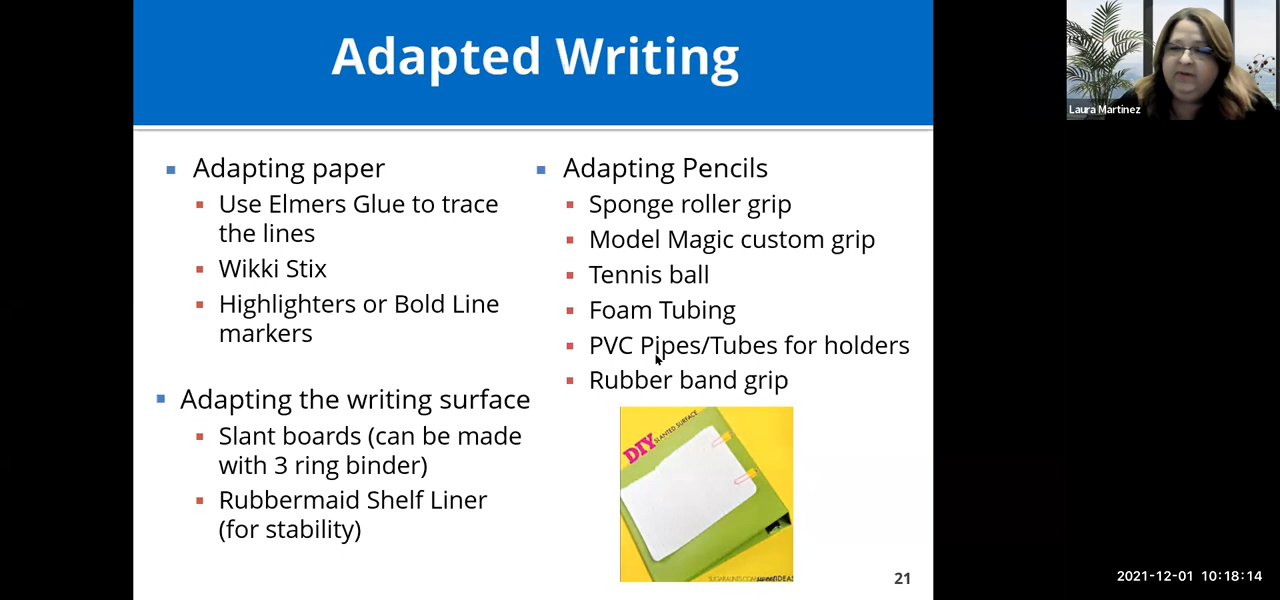 Adapted Writing
Adapting paper
Use Elmers Glue to trace
the lines
Wikki Stix
Highlighters or Bold Line
markers
Adapting the writing surface
Slant boards (can be made
with 3 ring binder)
Rubbermaid Shelf Liner
(for stability)
Adapting Pencils
Sponge roller grip
Model Magic custom grip
Tennis ball
Foam Tubing
PVC Pipes/Tubes for holders
Rubber band grip
DIY SLANTED SURFACE
21
Laura Martinez
2021-12-01 10:18:14